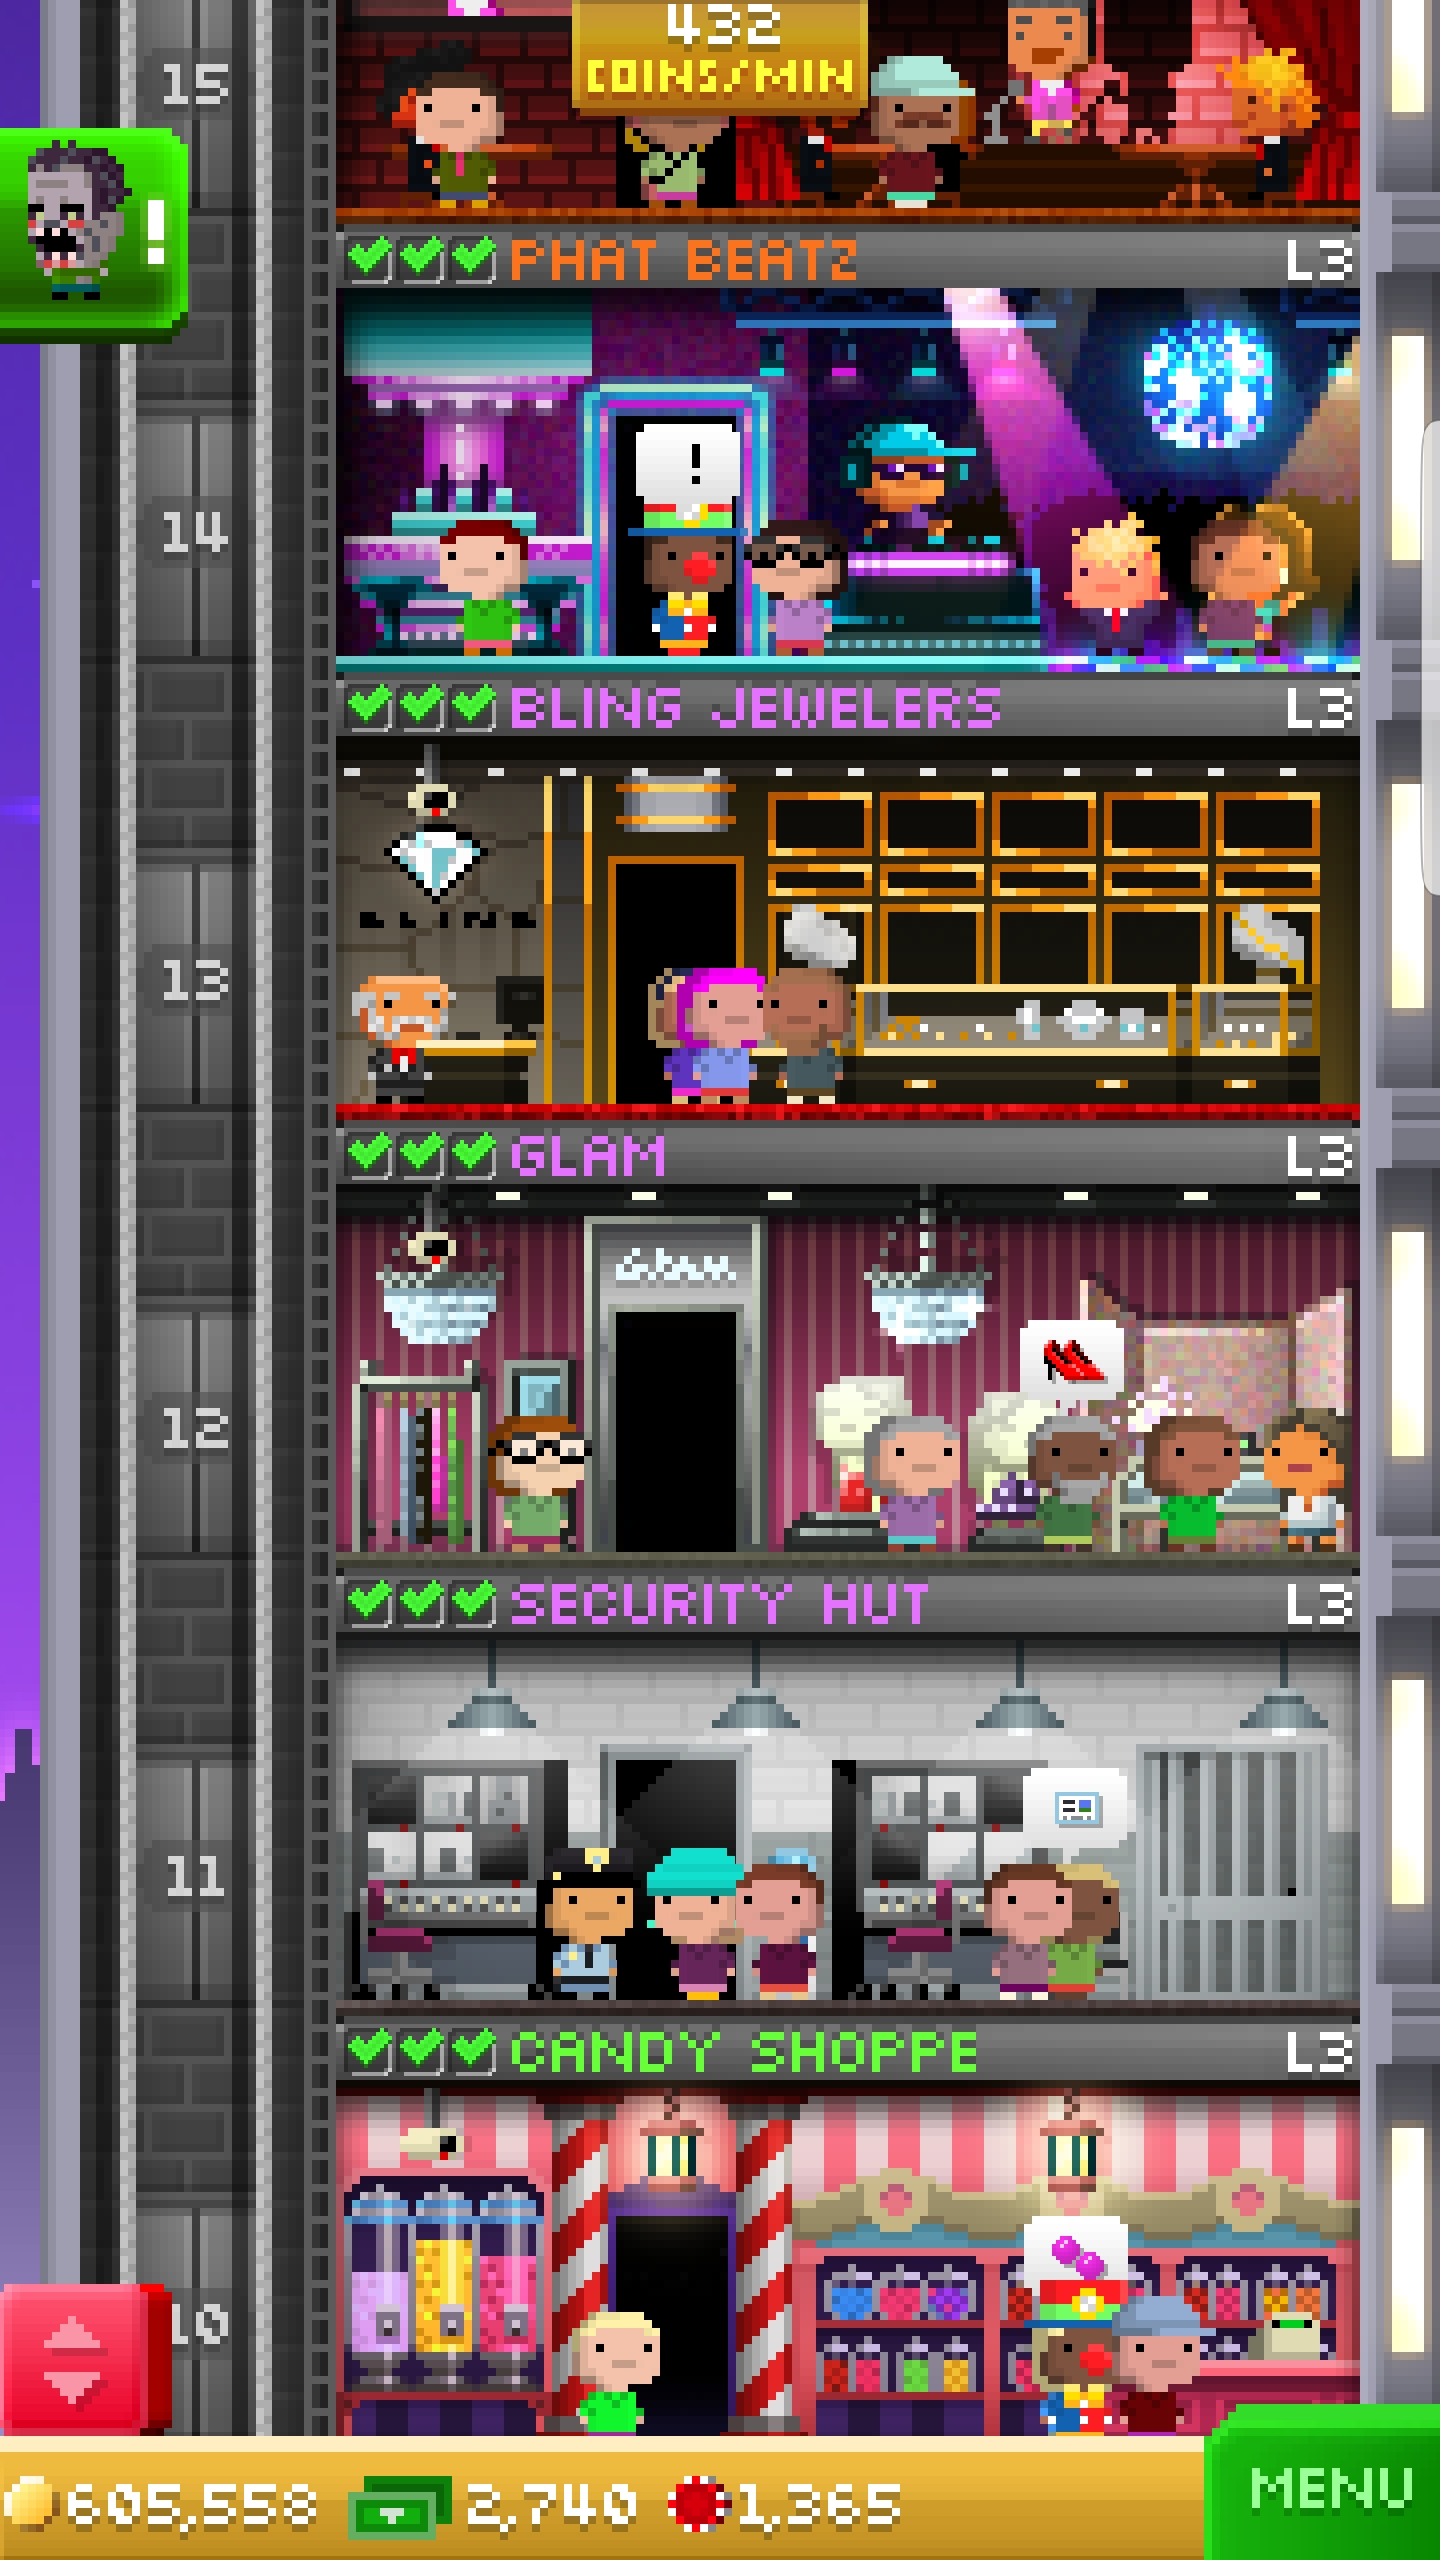 432
COINS/MIN
15
!
PHAT BEATZ L3
!
14
BLING JEWELERS L3
BLING
13
GLAM L3
Glam
12
SECURITY HUT L3
11
CANDY SHOPPE L3
10
605,558 2,740 1,365
MENU